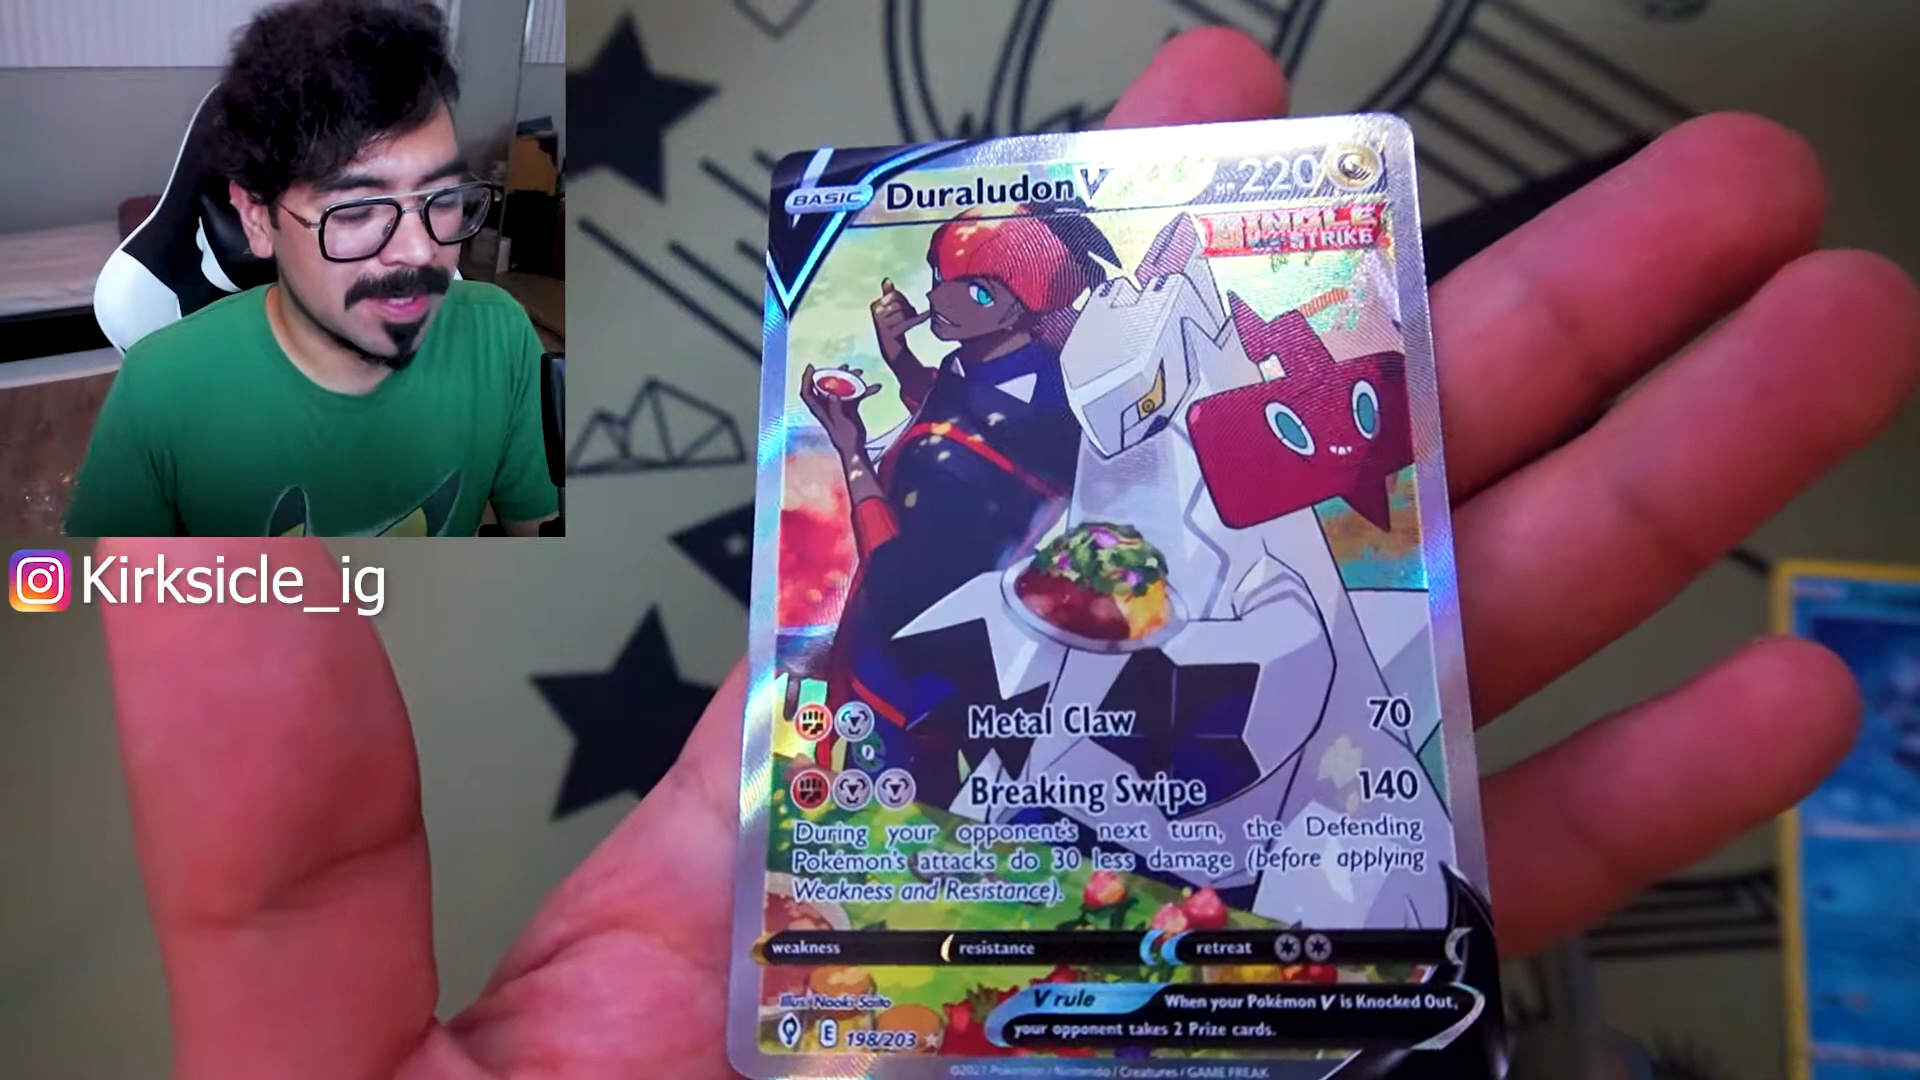 BASIC
Duraludon V
HP 220
SINGLE
STRIKE
Kirksicle_ig
Metal Claw 70
Breaking Swipe 140
During your opponent's next turn, the Defending
Pokémon's attacks do 30 less damage (before applying
Weakness and Resistance).
weakness resistance retreat
Illus. Naoki Saito
V rule When your Pokémon V is Knocked Out,
your opponent takes 2 Prize cards.
E 198/203
©2021 Pokémon / Nintendo / Creatures / GAME FREAK